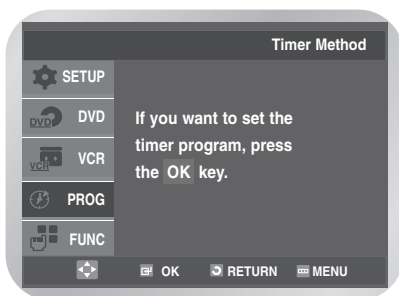 Timer Method
SETUP
DVD DVD
VCR VCR
PROG
FUNC
If you want to set the
timer program, press
the OK key.
OK RETURN MENU